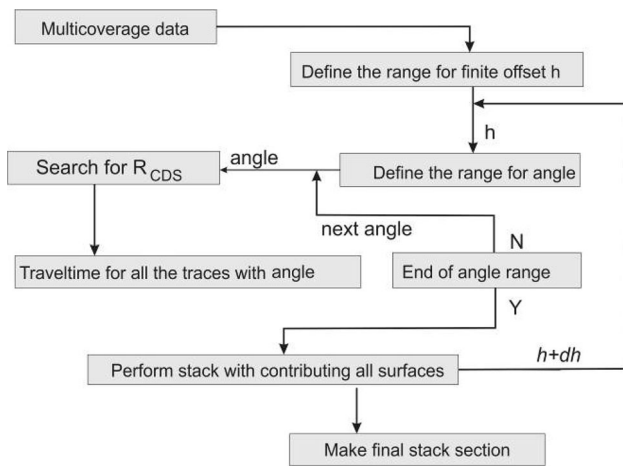 Multicoverage data
Define the range for finite offset h
h
Define the range for angle
angle
Search for R CDS
next angle
N
Traveltime for all the traces with angle
End of angle range
Y
Perform stack with contributing all surfaces
h+dh
Make final stack section